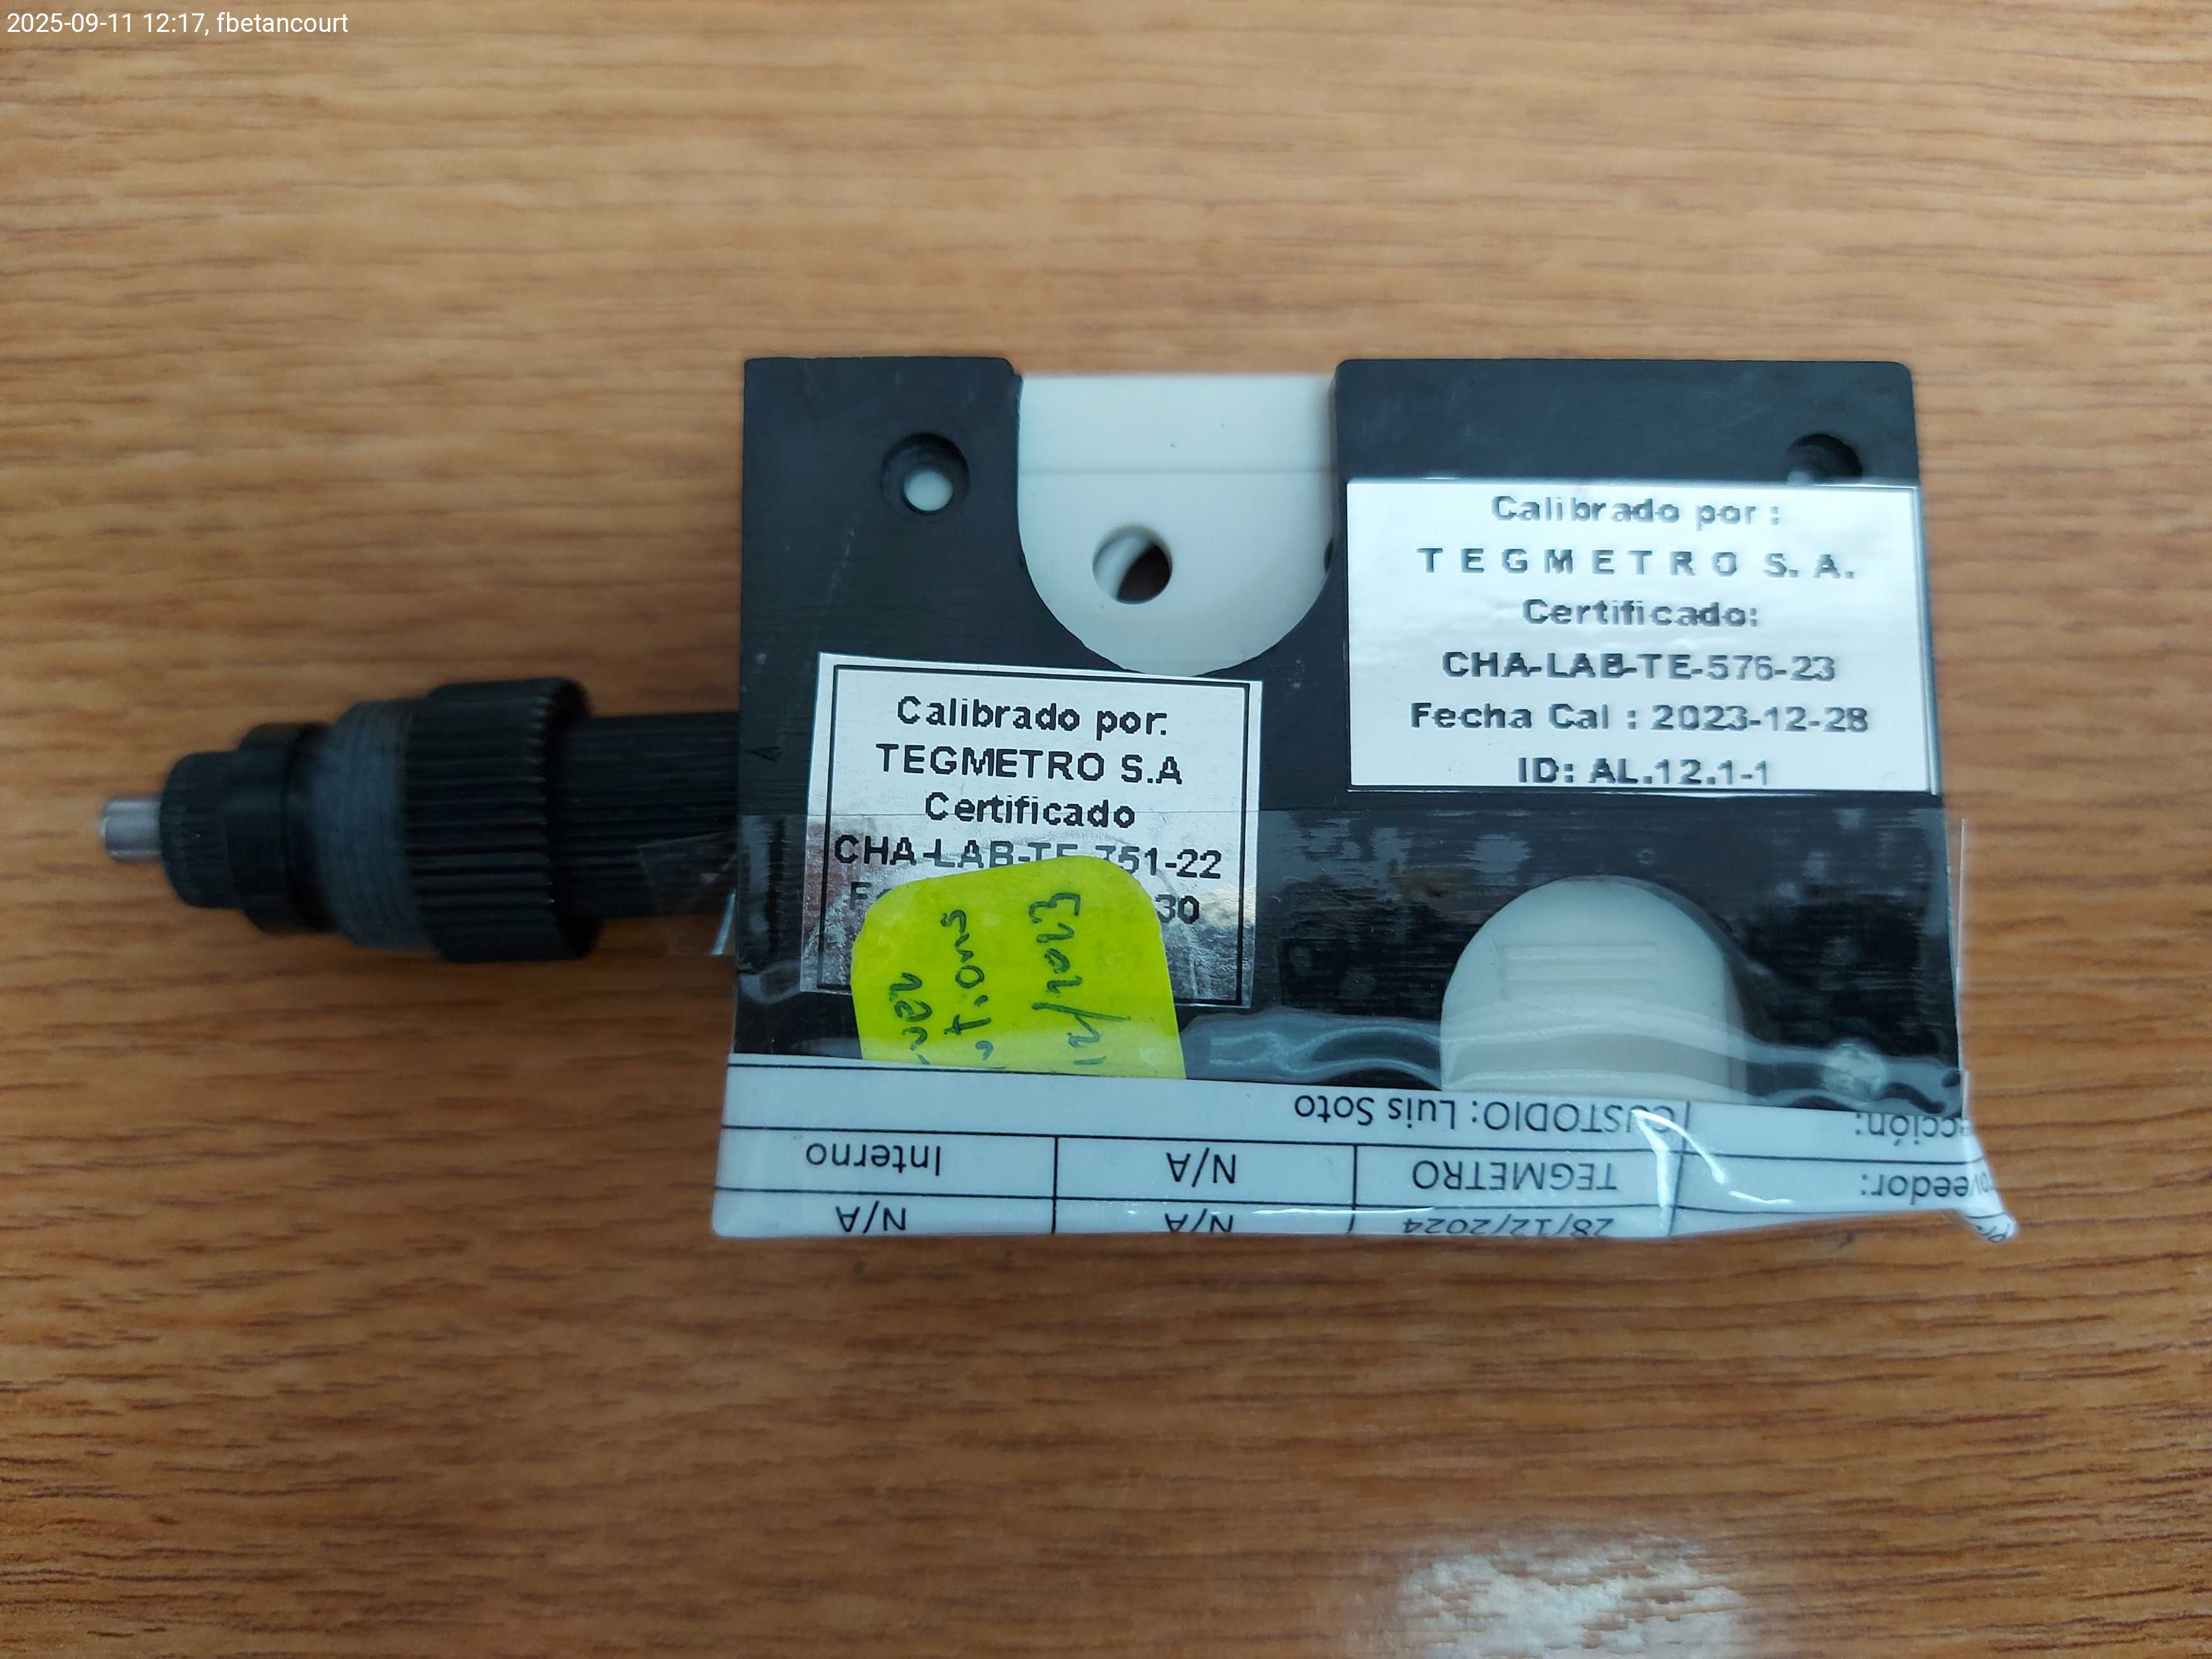 2025-09-11 12:17, fbetancourt
Calibrado por :
TEGMETRO S.A.
Certificado:
CHA-LAB-TE-576-23
Fecha Cal : 2023-12-28
ID: AL.12.1-1
Calibrado por:
TEGMETRO S.A
Certificado
CHA-LAB-TE-751-22
30
CUSTODIO: Luis Soto
TEGMETRO N/A Interno
28/12/2024 N/A N/A